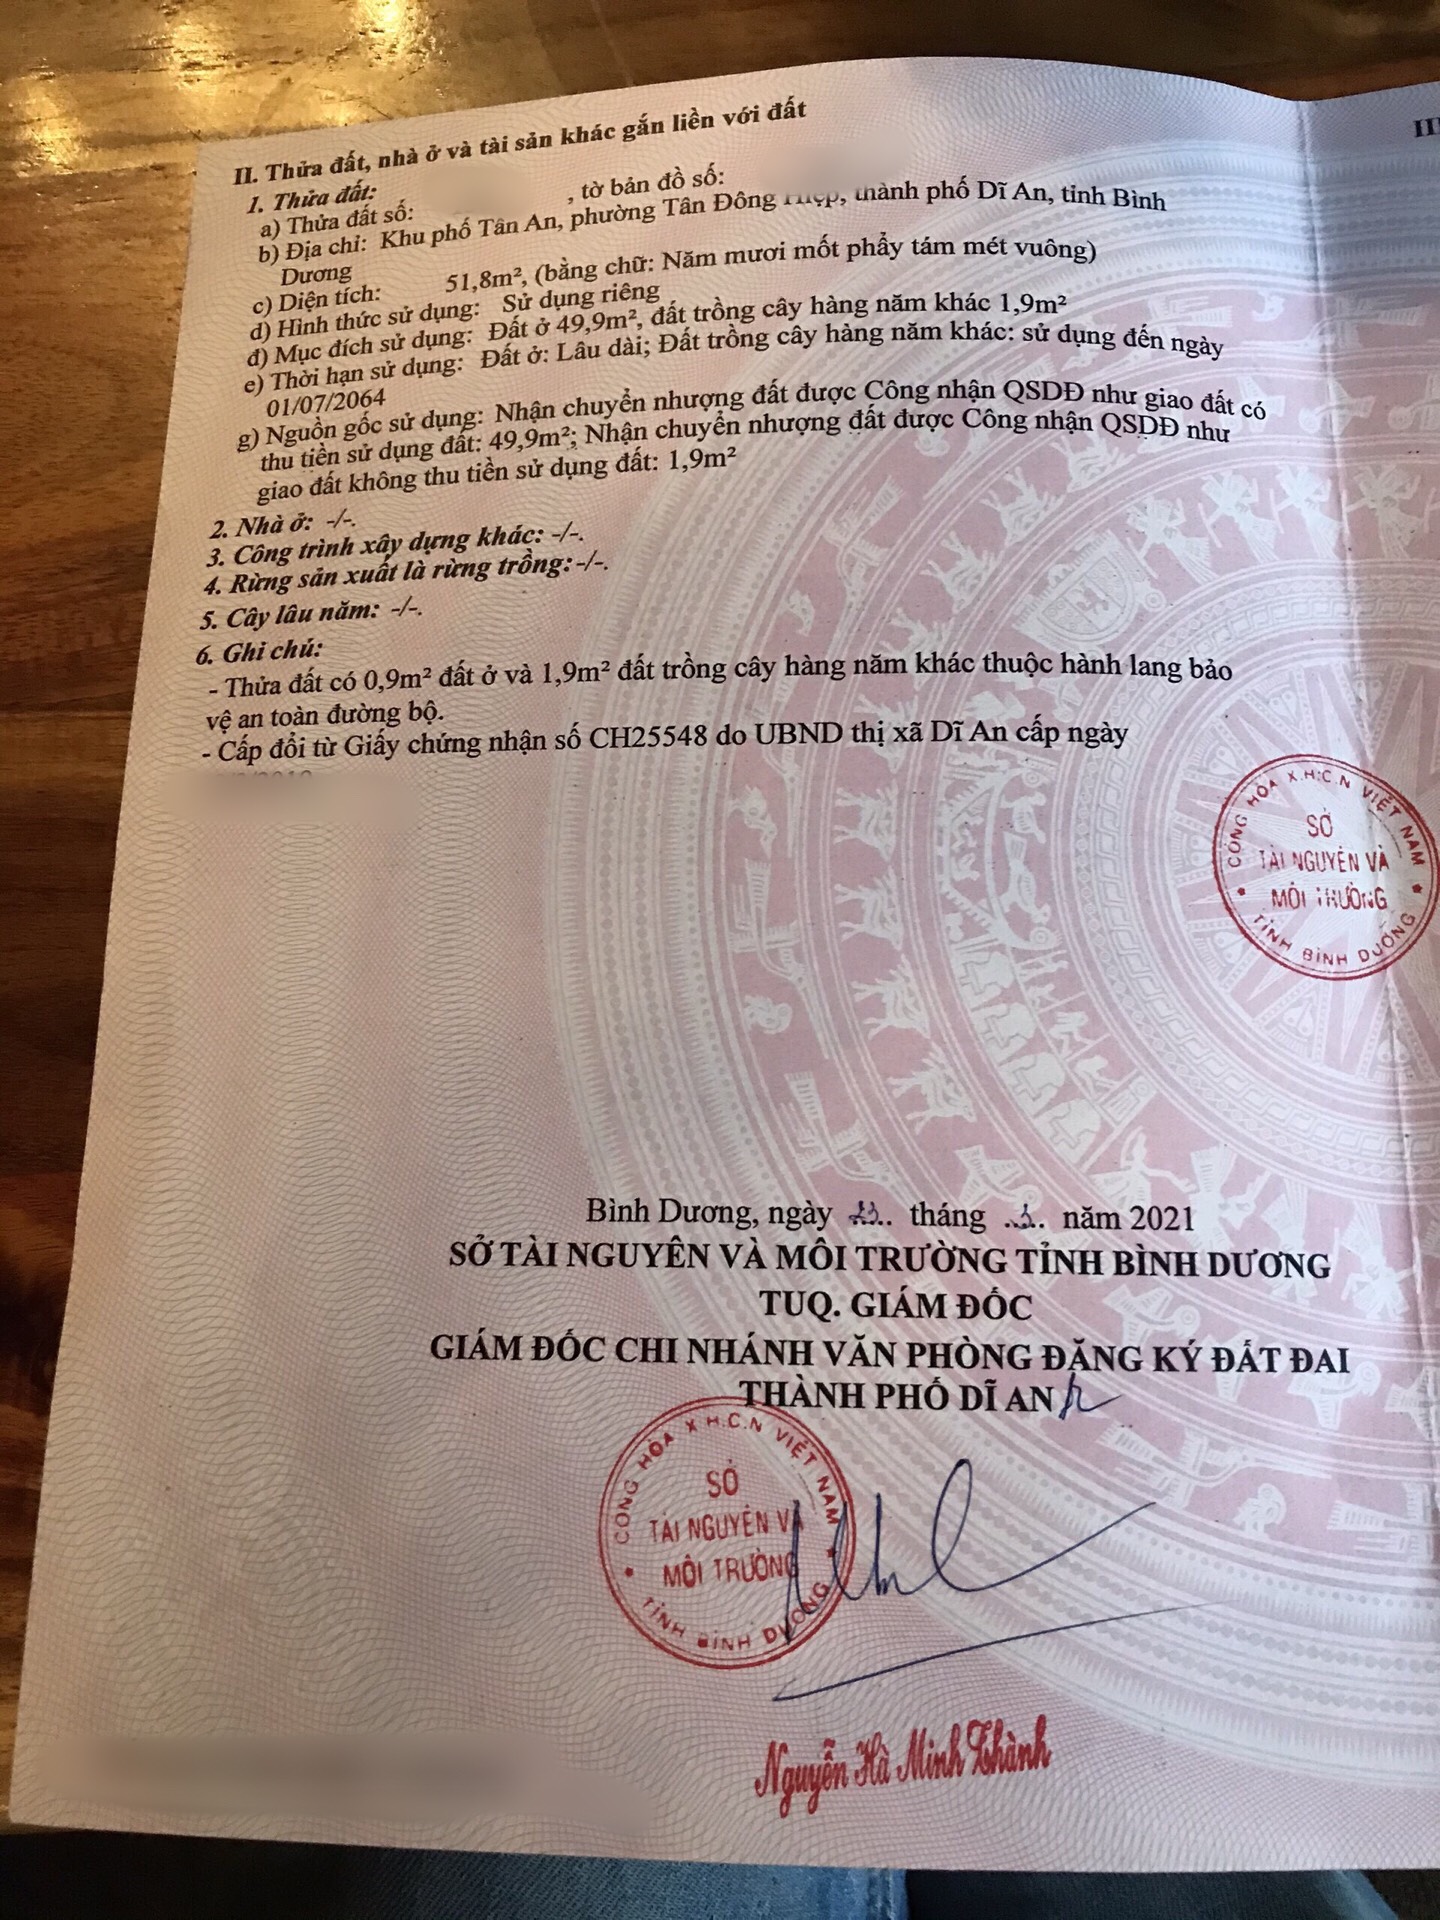 II. Thửa đất, nhà ở và tài sản khác gắn liền với đất
1. Thửa đất:
a) Thửa đất số: , tờ bản đồ số:
b) Địa chỉ: Khu phố Tân An, phường Tân Đông Hiệp, thành phố Dĩ An, tỉnh Bình
Dương
c) Diện tích: 51,8m², (bằng chữ: Năm mươi mốt phẩy tám mét vuông)
d) Hình thức sử dụng: Sử dụng riêng
đ) Mục đích sử dụng: Đất ở 49,9m², đất trồng cây hàng năm khác 1,9m²
e) Thời hạn sử dụng: Đất ở: Lâu dài; Đất trồng cây hàng năm khác: sử dụng đến ngày
01/07/2064
g) Nguồn gốc sử dụng: Nhận chuyển nhượng đất được Công nhận QSDĐ như giao đất có
thu tiền sử dụng đất: 49,9m²; Nhận chuyển nhượng đất được Công nhận QSDĐ như
giao đất không thu tiền sử dụng đất: 1,9m²
2. Nhà ở: -/-.
3. Công trình xây dựng khác: -/-.
4. Rừng sản xuất là rừng trồng: -/-.
5. Cây lâu năm: -/-.
6. Ghi chú:
- Thửa đất có 0,9m² đất ở và 1,9m² đất trồng cây hàng năm khác thuộc hành lang bảo
vệ an toàn đường bộ.
- Cấp đổi từ Giấy chứng nhận số CH25548 do UBND thị xã Dĩ An cấp ngày
CỘNG HÒA X.H.C.N VIỆT NAM
SỞ
TÀI NGUYÊN VÀ
MÔI TRƯỜNG
TỈNH BÌNH DƯƠNG
Bình Dương, ngày tháng năm 2021
SỞ TÀI NGUYÊN VÀ MÔI TRƯỜNG TỈNH BÌNH DƯƠNG
TUQ. GIÁM ĐỐC
GIÁM ĐỐC CHI NHÁNH VĂN PHÒNG ĐĂNG KÝ ĐẤT ĐAI
THÀNH PHỐ DĨ AN
CỘNG HÒA X.H.C.N VIỆT NAM
SỞ
TÀI NGUYÊN VÀ
MÔI TRƯỜNG
TỈNH BÌNH DƯƠNG
Nguyễn Hà Minh Thành